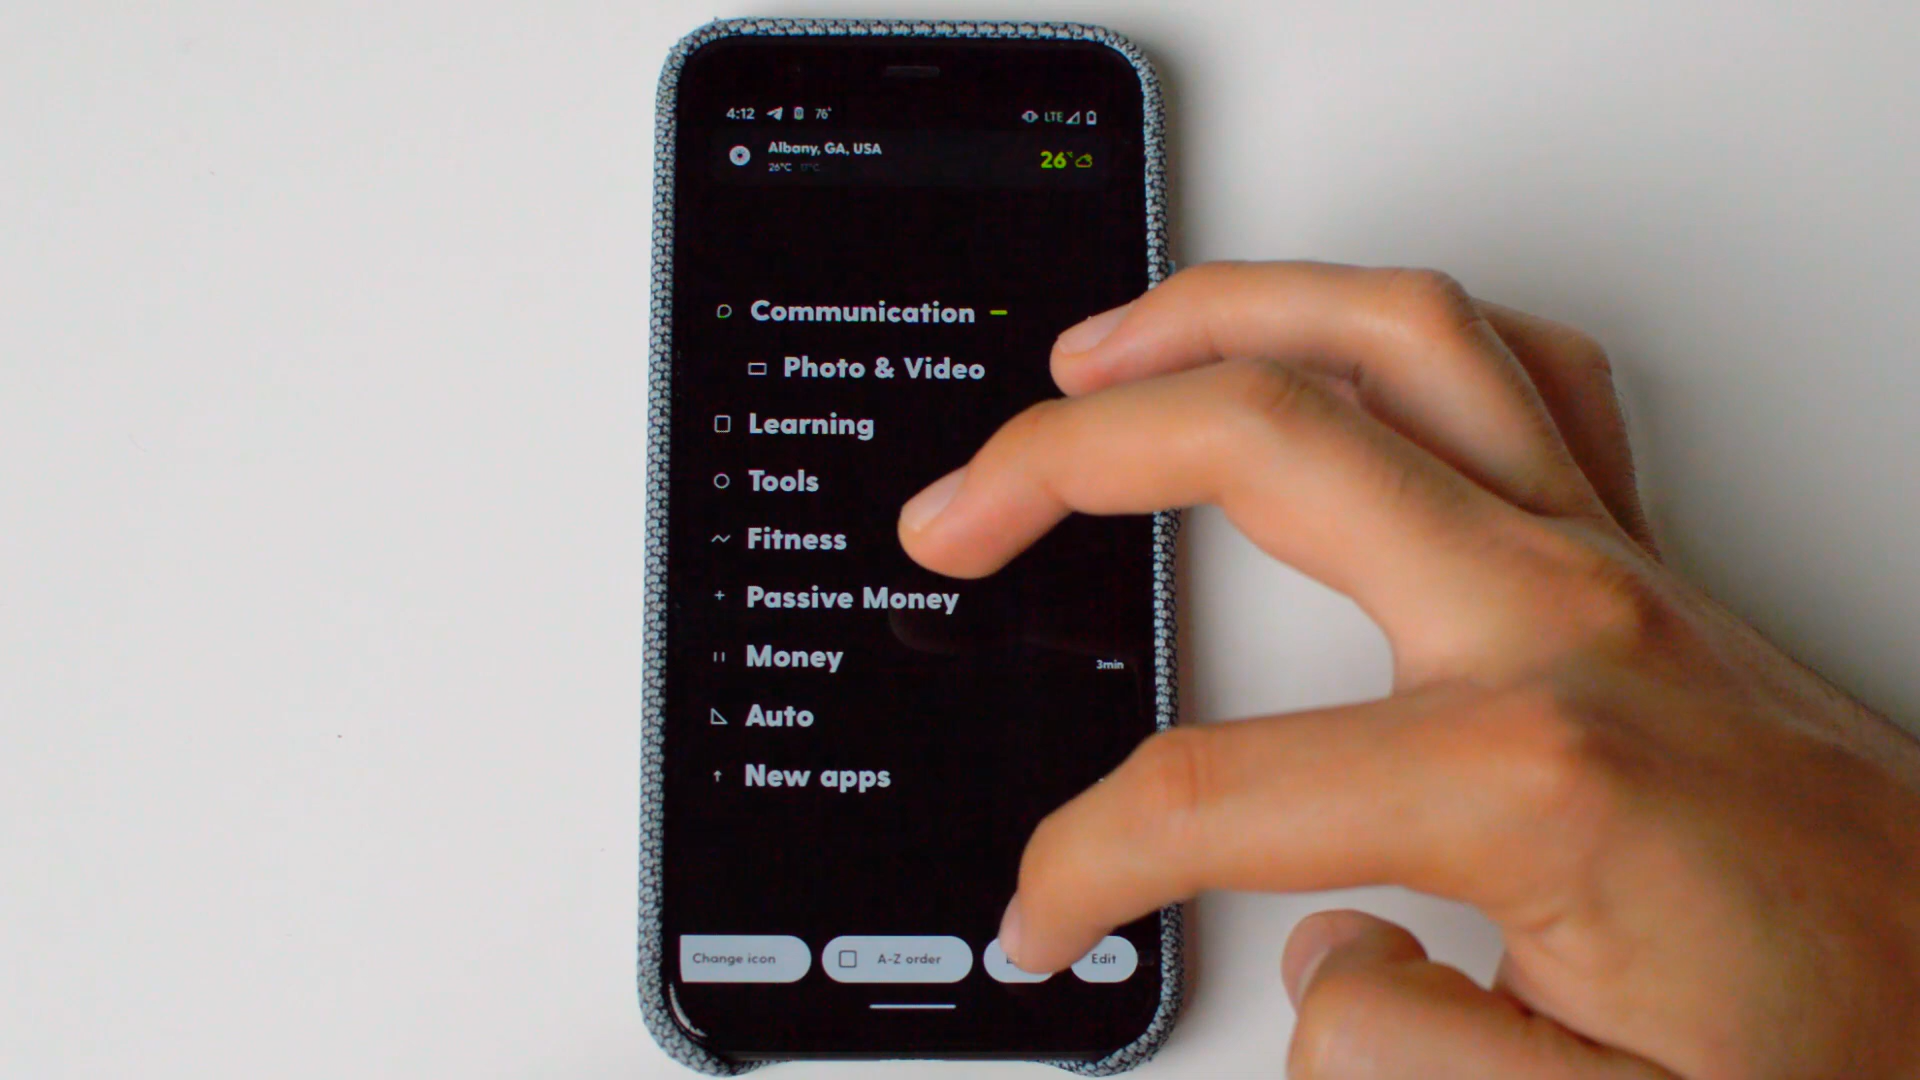 4:12 76°
LTE
Albany, GA, USA
26°
26°C 17°C
Communication
Photo & Video
Learning
Tools
Fitness
Passive Money
Money
3min
Auto
New apps
Change icon
A-Z order
Edit